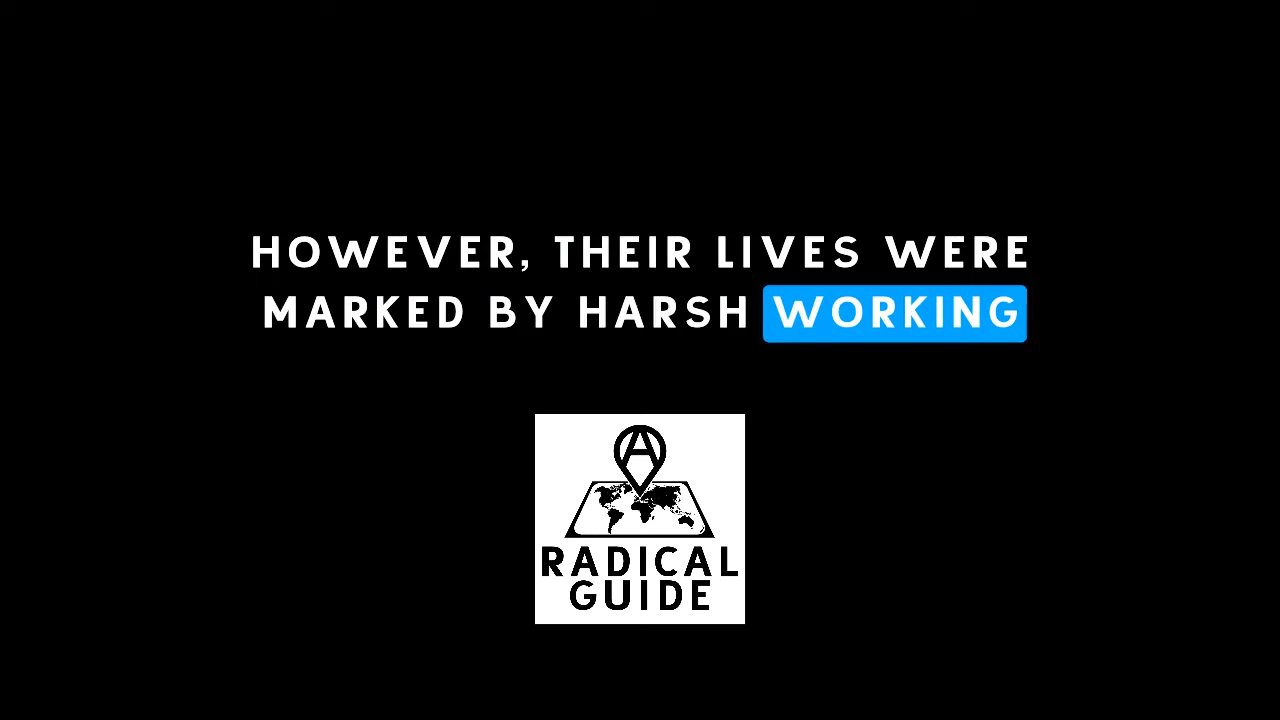 HOWEVER, THEIR LIVES WERE
MARKED BY HARSH WORKING
A
RADICAL
GUIDE